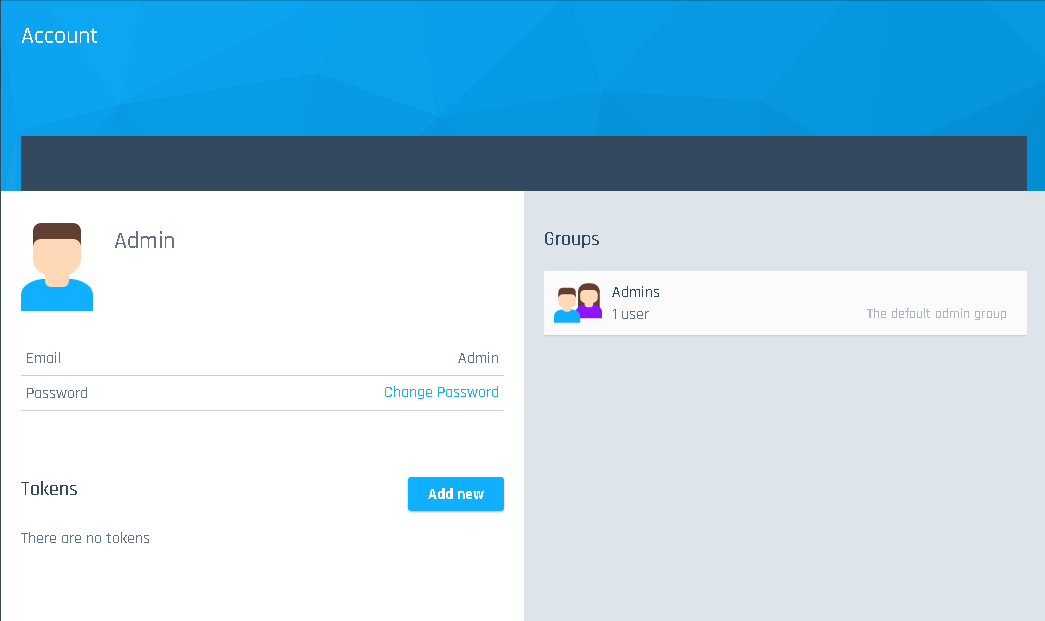 Account
Admin
Email Admin
Password Change Password
Tokens Add new
There are no tokens
Groups
Admins
1 user The default admin group